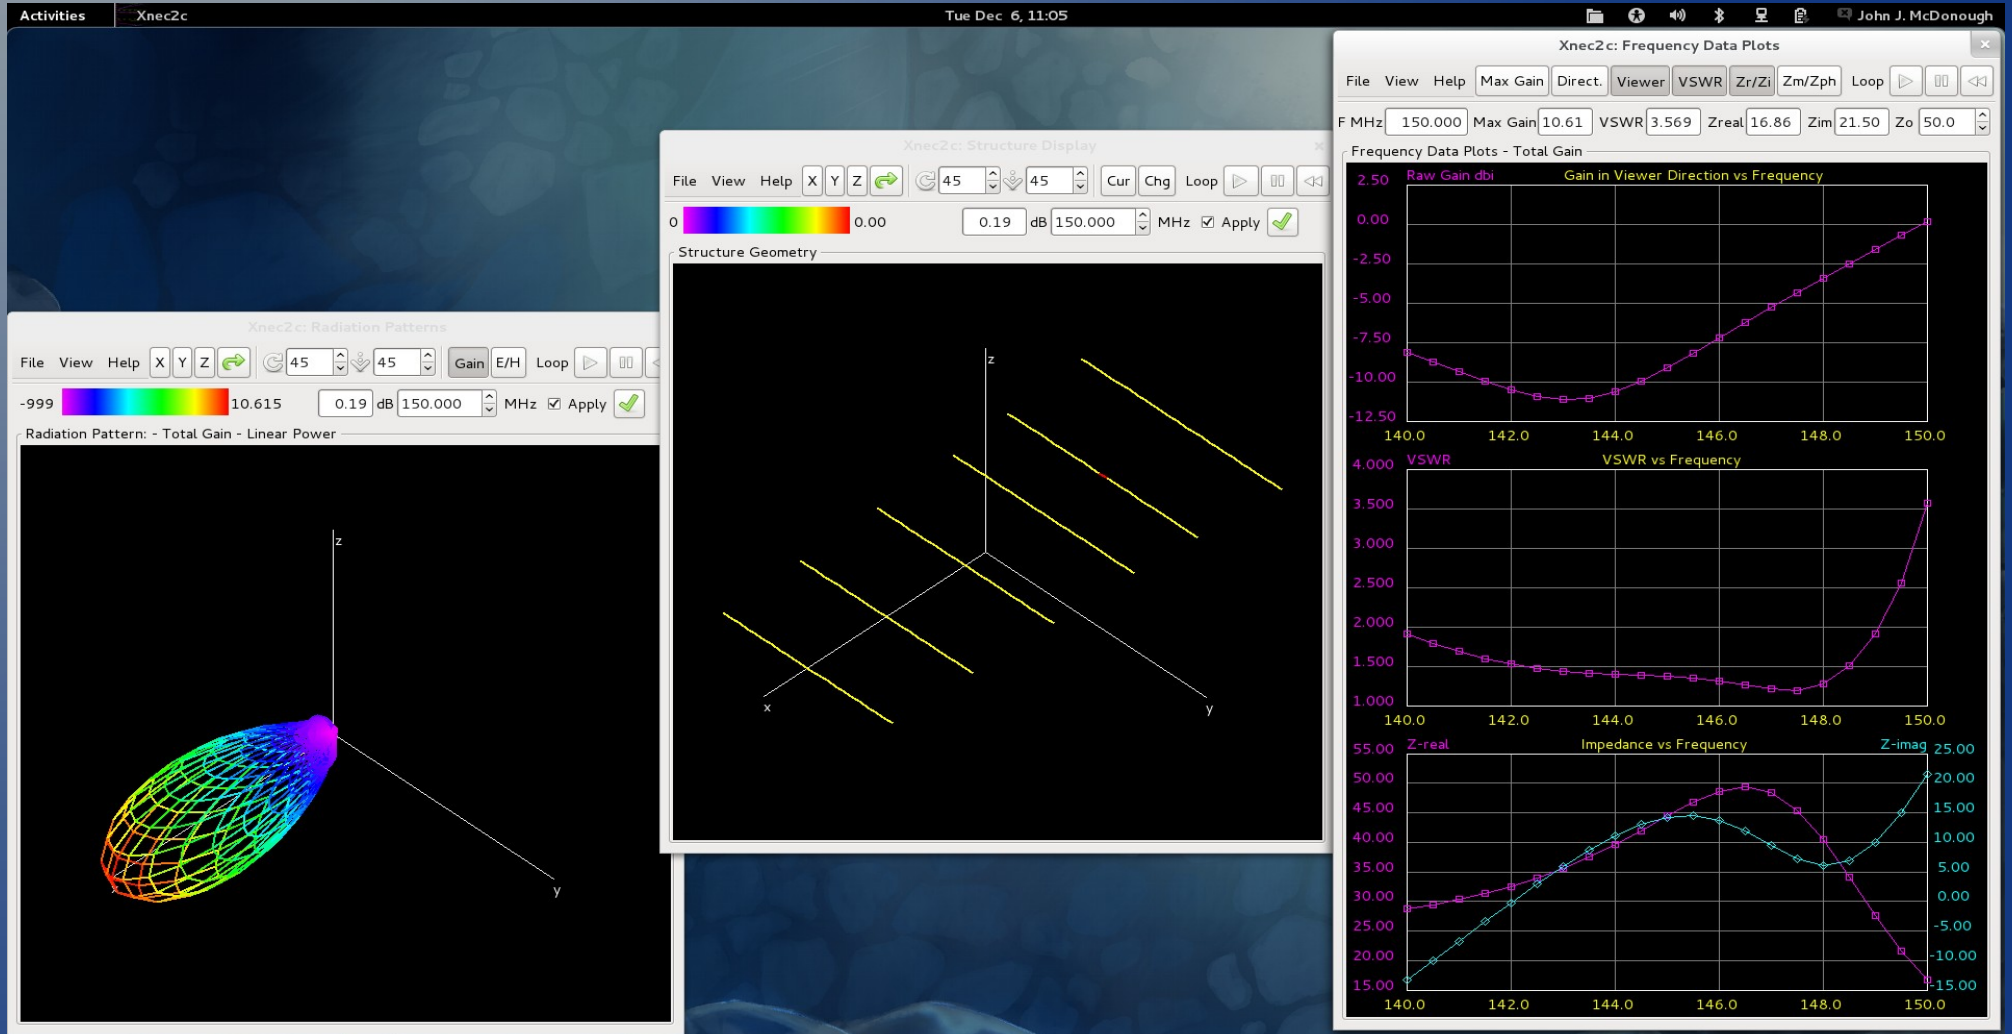 Activities Xnec2c Tue Dec 6, 11:05 John J. McDonough
Xnec2c: Frequency Data Plots
File View Help Max Gain Direct. Viewer VSWR Zr/Zi Zm/Zph Loop
F MHz 150.000 Max Gain 10.61 VSWR 3.569 Zreal 16.86 Zim 21.50 Zo 50.0
Frequency Data Plots - Total Gain
2.50 Raw Gain dbi Gain in Viewer Direction vs Frequency
0.00
-2.50
-5.00
-7.50
-10.00
-12.50
140.0 142.0 144.0 146.0 148.0 150.0
4.000 VSWR VSWR vs Frequency
3.500
3.000
2.500
2.000
1.500
1.000
140.0 142.0 144.0 146.0 148.0 150.0
55.00 Z-real Impedance vs Frequency Z-imag 25.00
50.00 20.00
45.00 15.00
40.00 10.00
35.00 5.00
30.00 0.00
25.00 -5.00
20.00 -10.00
15.00 -15.00
140.0 142.0 144.0 146.0 148.0 150.0
Xnec2c: Structure Display
File View Help X Y Z 45 45 Cur Chg Loop
0 0.00 0.19 dB 150.000 MHz Apply
Structure Geometry
z
x
y
Xnec2c: Radiation Patterns
File View Help X Y Z 45 45 Gain E/H Loop
-999 10.615 0.19 dB 150.000 MHz Apply
Radiation Pattern: - Total Gain - Linear Power
z
y